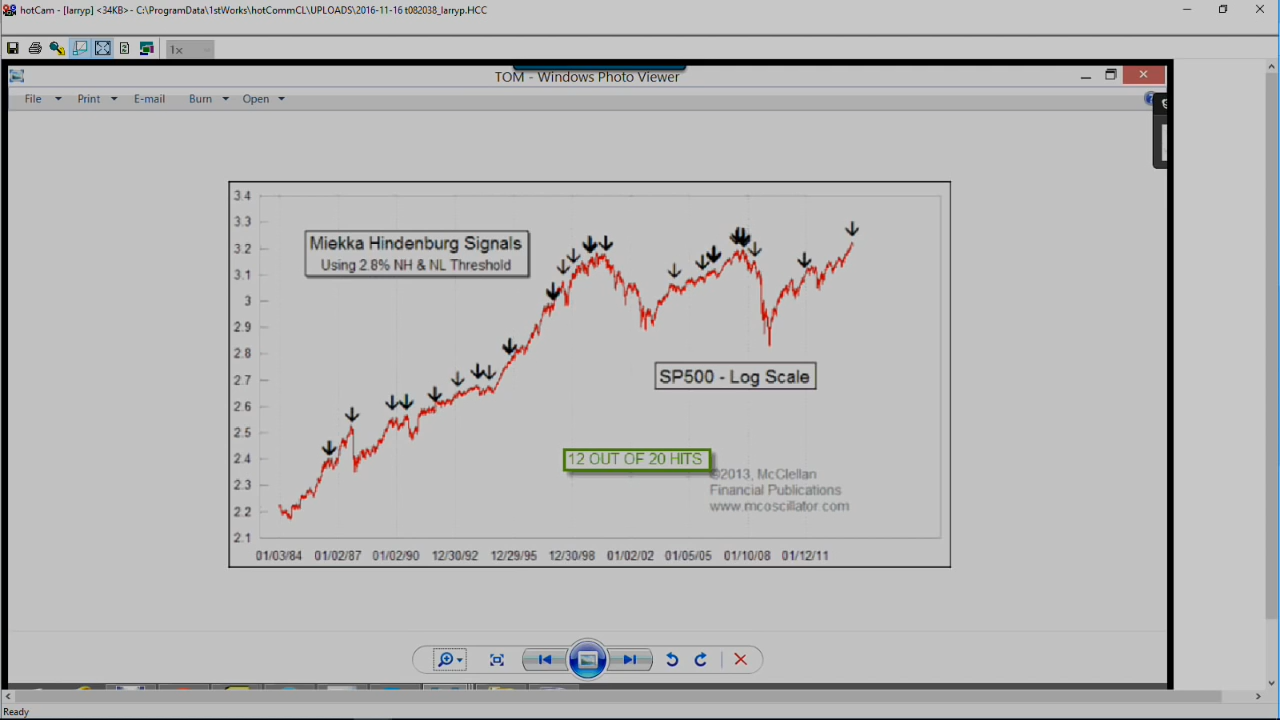 hotCam - [larryp] <34KB>- C:\ProgramData\1stWorks\hotCommCL\UPLOADS\2016-11-16 t082038_larryp.HCC
1x
TOM - Windows Photo Viewer
File Print E-mail Burn Open
3.4
3.3
3.2
3.1
3
2.9
2.8
2.7
2.6
2.5
2.4
2.3
2.2
2.1
Miekka Hindenburg Signals
Using 2.8% NH & NL Threshold
SP500 - Log Scale
12 OUT OF 20 HITS
©2013, McClellan
Financial Publications
www.mcoscillator.com
01/03/84 01/02/87 01/02/90 12/30/92 12/29/95 12/30/98 01/02/02 01/05/05 01/10/08 01/12/11
Ready